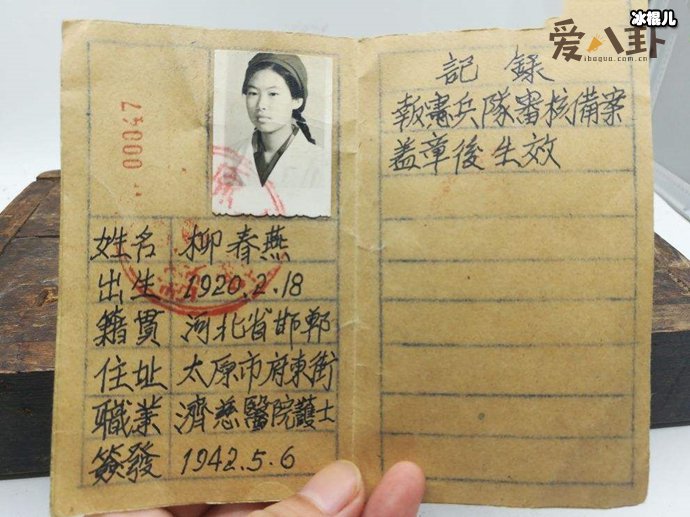 冰棍儿
爱八卦
ibagua.com.cn
00047
姓名 柳春燕
出生 1920.2.18
籍貫 河北省邯鄲
住址 太原市府東街
職業 濟慈醫院護士
簽發 1942.5.6
記錄
報憲兵隊審核備案
盖章後生效